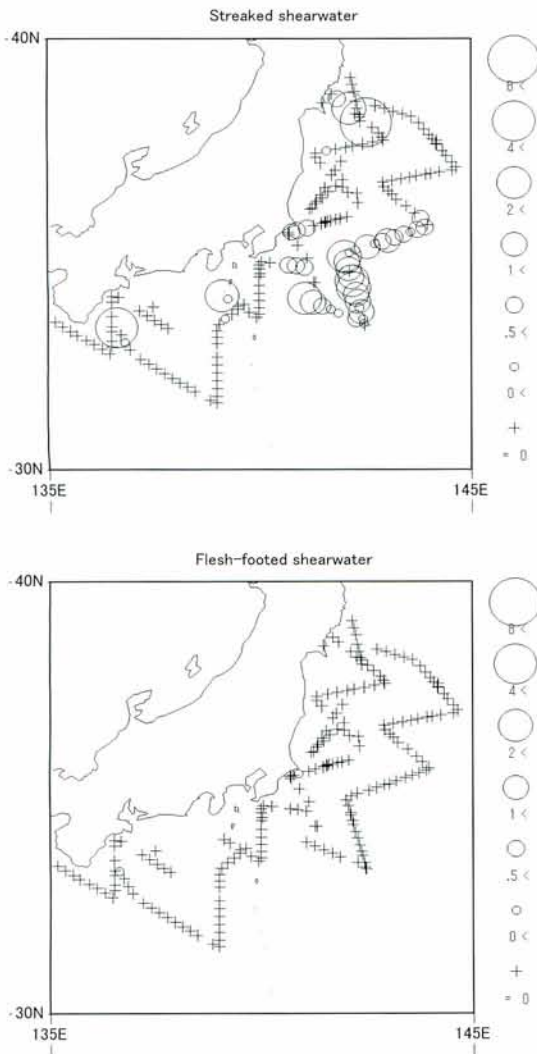 Streaked shearwater
-40N
8 <
4 <
2 <
1 <
.5 <
0 <
= 0
-30N
135E
145E
Flesh-footed shearwater
-40N
8 <
4 <
2 <
1 <
.5 <
0 <
= 0
-30N
135E
145E